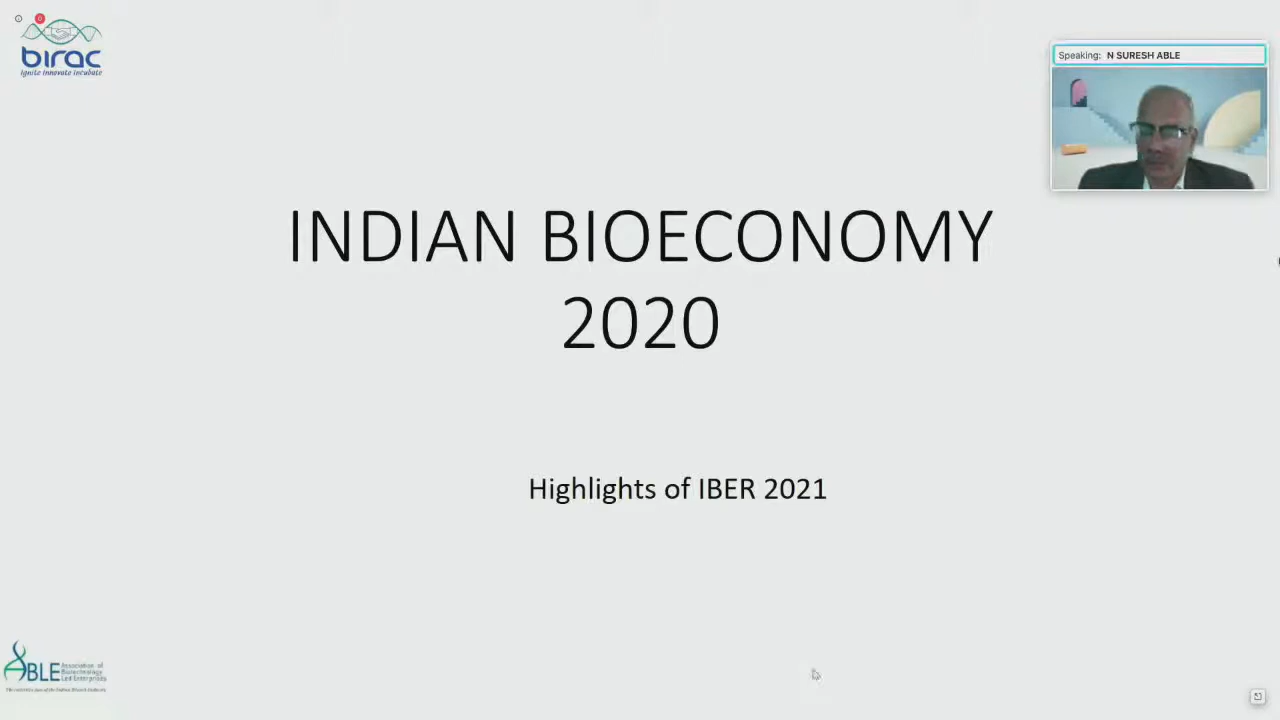 birac
ignite innovate incubate
Speaking: N SURESH ABLE
INDIAN BIOECONOMY
2020
Highlights of IBER 2021
ABLE
Association of
Biotechnology
Led Enterprises